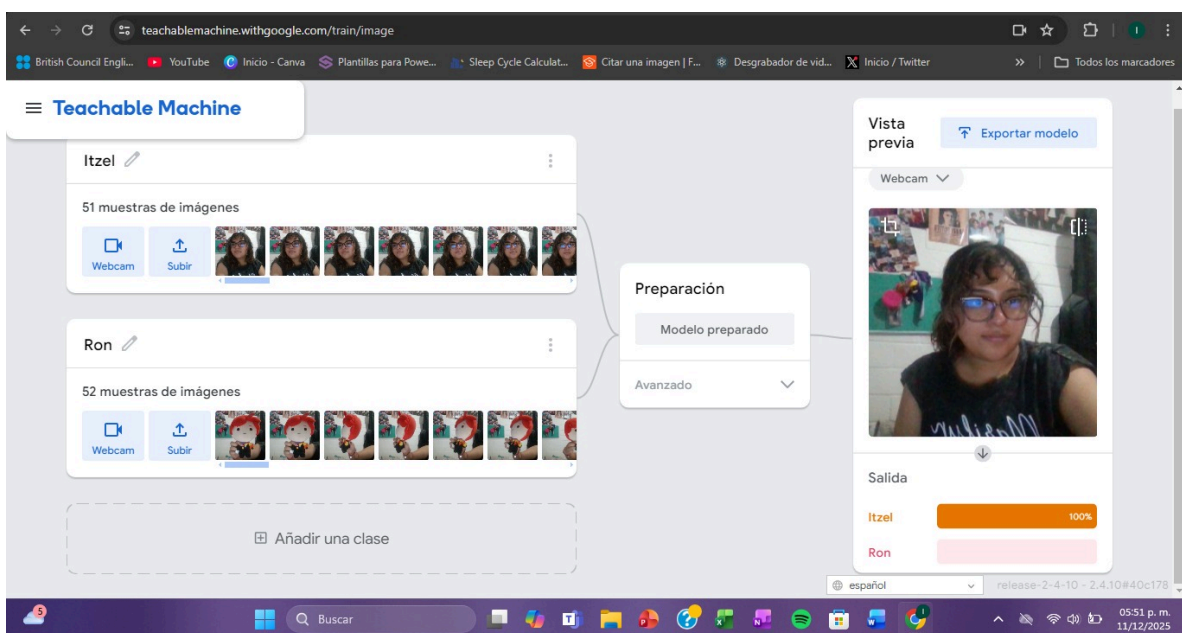 teachablemachine.withgoogle.com/train/image
British Council Engli... YouTube Inicio - Canva Plantillas para Powe... Sleep Cycle Calculat... Citar una imagen | F... Desgrabador de vid... Inicio / Twitter » Todos los marcadores
Teachable Machine
Itzel
51 muestras de imágenes
Webcam Subir
Ron
52 muestras de imágenes
Webcam Subir
Añadir una clase
Preparación
Modelo preparado
Avanzado
Vista previa
Exportar modelo
Webcam
Salida
Itzel 100%
Ron
español release-2-4-10 - 2.4.10#40c178
5 Buscar 05:51 p. m.
11/12/2025